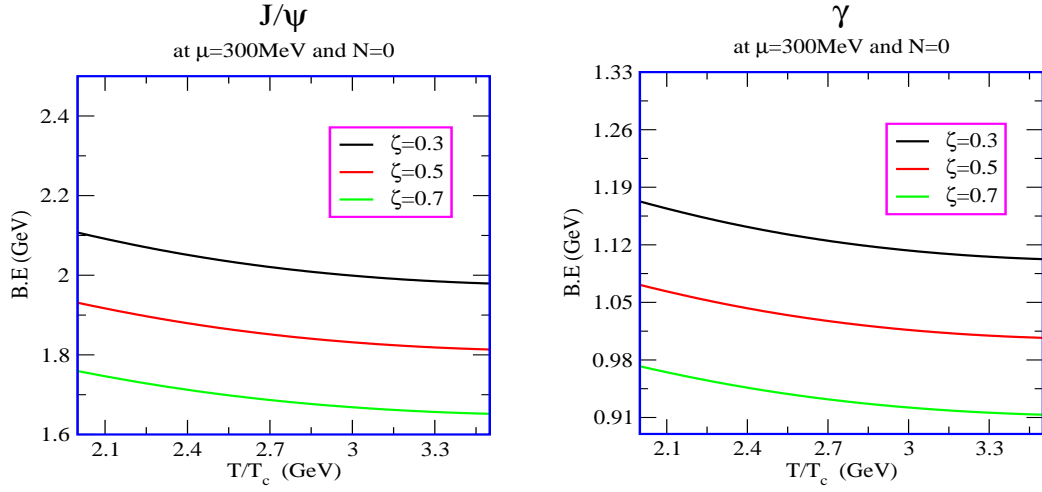 J/ψ
at μ=300MeV and N=0
2.4
2.2
2
1.8
1.6
B.E (GeV)
ζ=0.3
ζ=0.5
ζ=0.7
2.1 2.4 2.7 3 3.3
T/T_c (GeV)
γ
at μ=300MeV and N=0
1.33
1.26
1.19
1.12
1.05
0.98
0.91
B.E (GeV)
ζ=0.3
ζ=0.5
ζ=0.7
2.1 2.4 2.7 3 3.3
T/T_c (GeV)